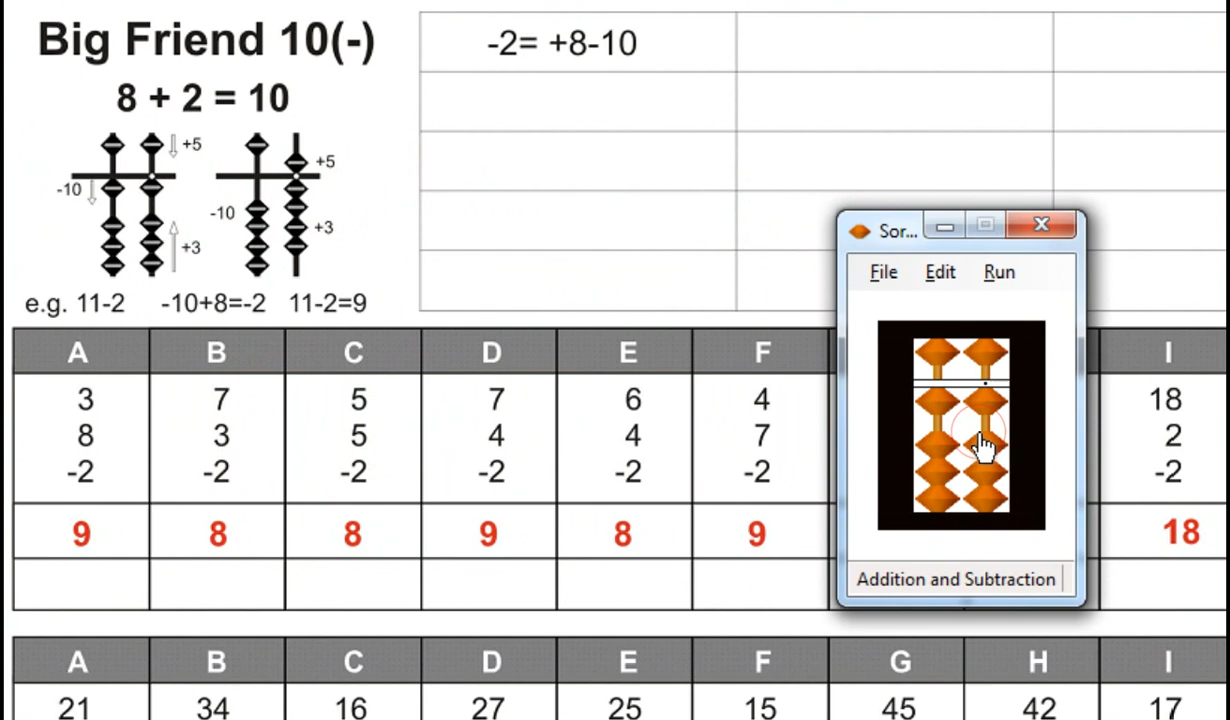 Big Friend 10(-)
8 + 2 = 10
+5
-10
+3
+5
-10
+3
e.g. 11-2 -10+8=-2 11-2=9
-2= +8-10
A B C D E F I
3 7 5 7 6 4 18
8 3 5 4 4 7 2
-2 -2 -2 -2 -2 -2 -2
9 8 8 9 8 9 18
Sor...
File Edit Run
Addition and Subtraction
A B C D E F G H I
21 34 16 27 25 15 45 42 17